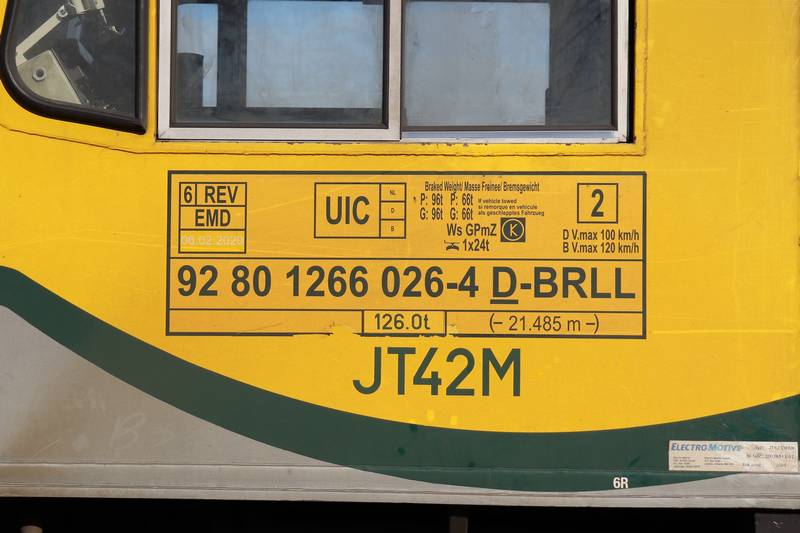 6 REV
EMD
06.02 2020
UIC
NL
D
B
Braked Weight/ Masse Freinee/ Bremsgewicht
P: 96t P: 66t
G: 96t G: 66t
If vehicle towed
si remorque en vehicule
als geschlepptes Fahrzueg
Ws GPmZ K
1x24t
2
D V.max 100 km/h
B V.max 120 km/h
92 80 1266 026-4 D-BRLL
126.0t
(– 21.485 m –)
JT42M
ELECTRO MOTIVE
6R